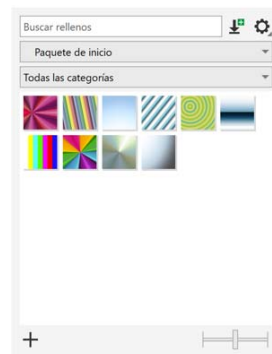 Buscar rellenos
Paquete de inicio
Todas las categorías